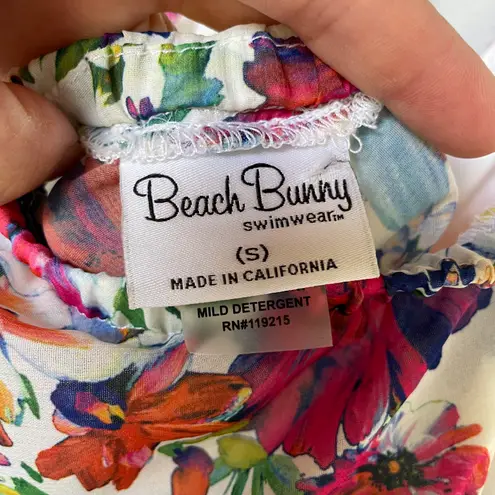 Beach Bunny
swimwear™
(S)
MADE IN CALIFORNIA
MILD DETERGENT
RN#119215